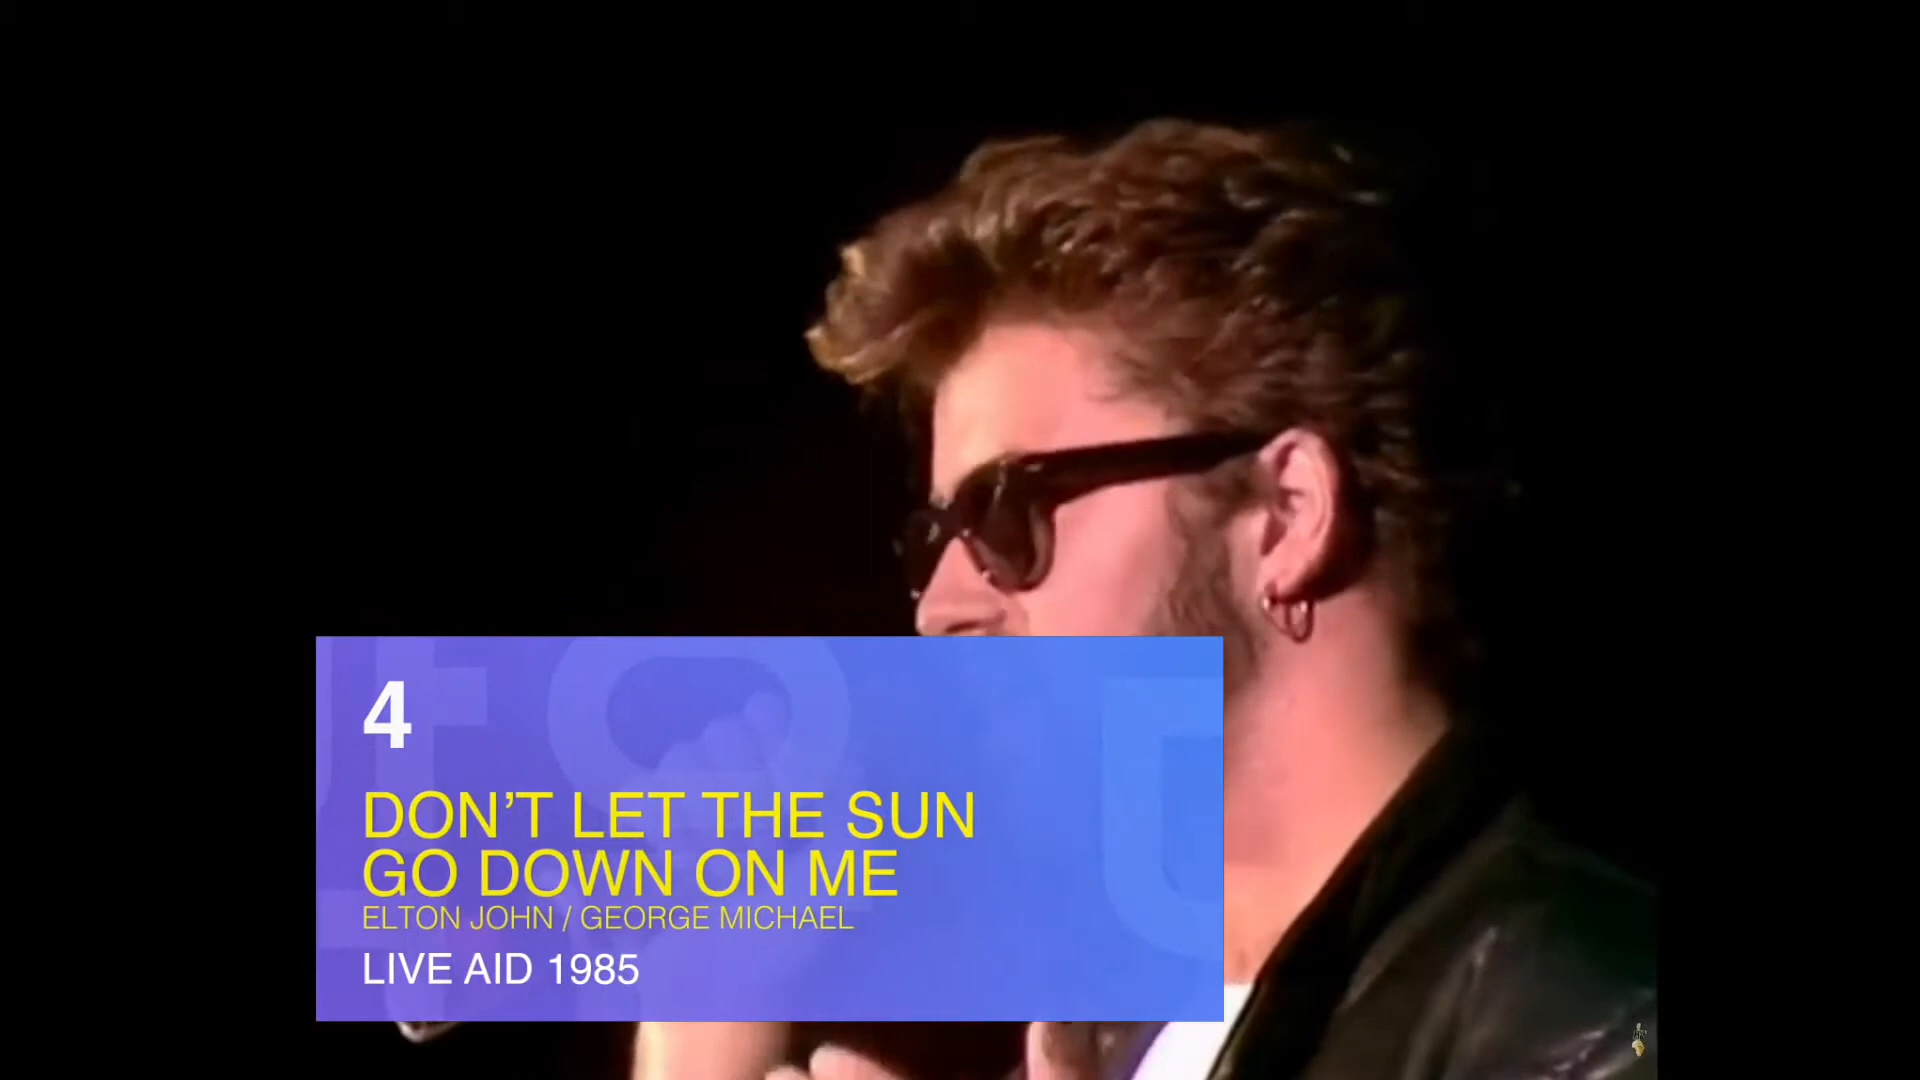 4
DON'T LET THE SUN
GO DOWN ON ME
ELTON JOHN / GEORGE MICHAEL
LIVE AID 1985